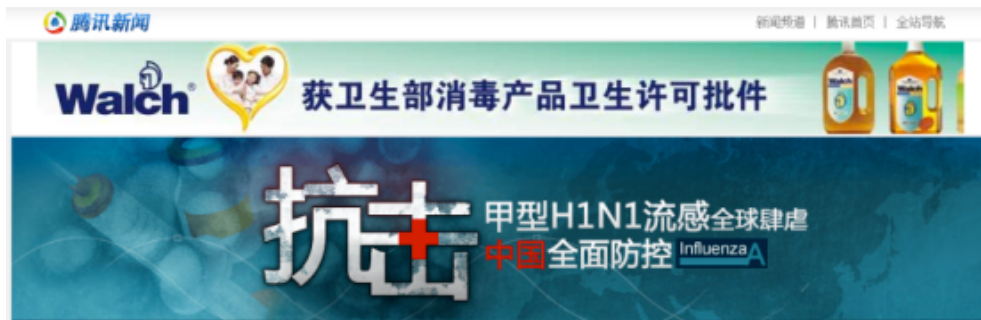 腾讯新闻
新闻频道 | 腾讯首页 | 全站导航
Walch® 获卫生部消毒产品卫生许可批件
抗击
甲型H1N1流感全球肆虐
中国全面防控 InfluenzaA